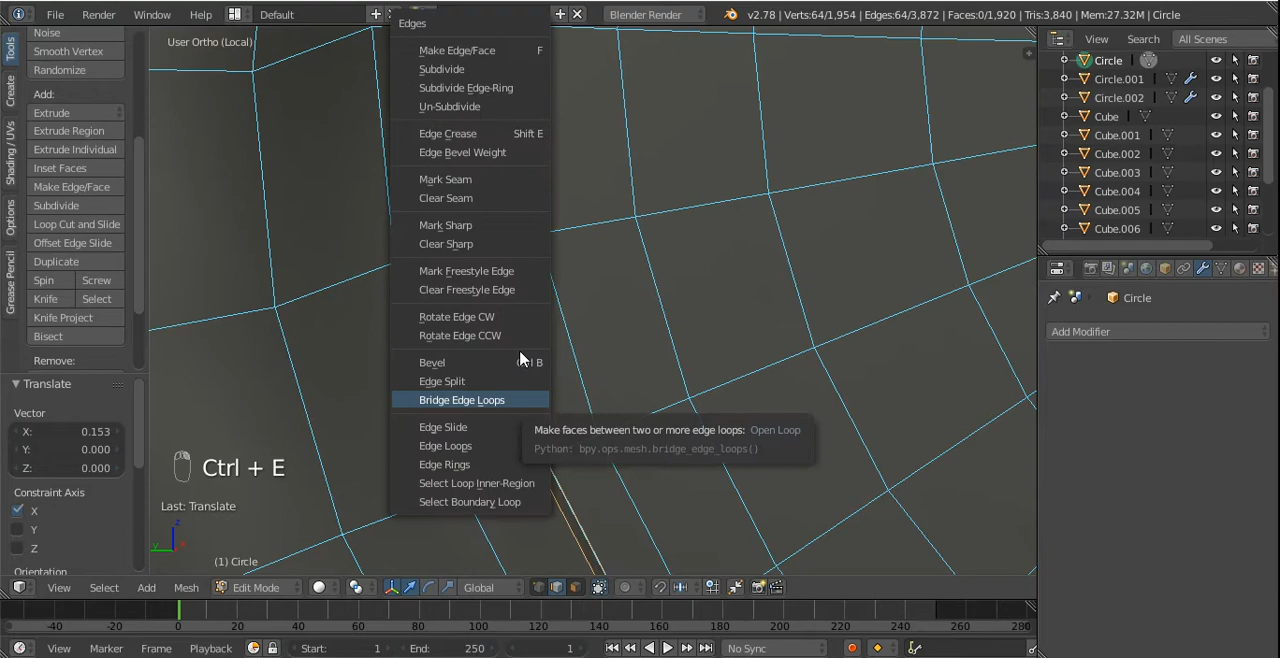 File Render Window Help Default Blender Render v2.78 | Verts:64/1,954 | Edges:64/3,872 | Faces:0/1,920 | Tris:3,840 | Mem:27.32M | Circle
Tools
Create
Shading / UVs
Options
Grease Pencil
Noise
Smooth Vertex
Randomize
Add:
Extrude
Extrude Region
Extrude Individual
Inset Faces
Make Edge/Face
Subdivide
Loop Cut and Slide
Offset Edge Slide
Duplicate
Spin Screw
Knife Select
Knife Project
Bisect
Remove:
Translate
Vector
X: 0.153
Y: 0.000
Z: 0.000
Constraint Axis
X
Y
Z
Orientation
User Ortho (Local)
Edges
Make Edge/Face F
Subdivide
Subdivide Edge-Ring
Un-Subdivide
Edge Crease Shift E
Edge Bevel Weight
Mark Seam
Clear Seam
Mark Sharp
Clear Sharp
Mark Freestyle Edge
Clear Freestyle Edge
Rotate Edge CW
Rotate Edge CCW
Bevel Ctrl B
Edge Split
Bridge Edge Loops
Edge Slide
Edge Loops
Edge Rings
Select Loop Inner-Region
Select Boundary Loop
Make faces between two or more edge loops: Open Loop
Python: bpy.ops.mesh.bridge_edge_loops()
Ctrl + E
Last: Translate
z
y
(1) Circle
View Select Add Mesh Edit Mode Global
-40 -20 0 20 40 60 80 100 120 140 160 180 200 220 240 260 280
View Marker Frame Playback Start: 1 End: 250 1 No Sync
View Search All Scenes
Circle
Circle.001
Circle.002
Cube
Cube.001
Cube.002
Cube.003
Cube.004
Cube.005
Cube.006
Circle
Add Modifier